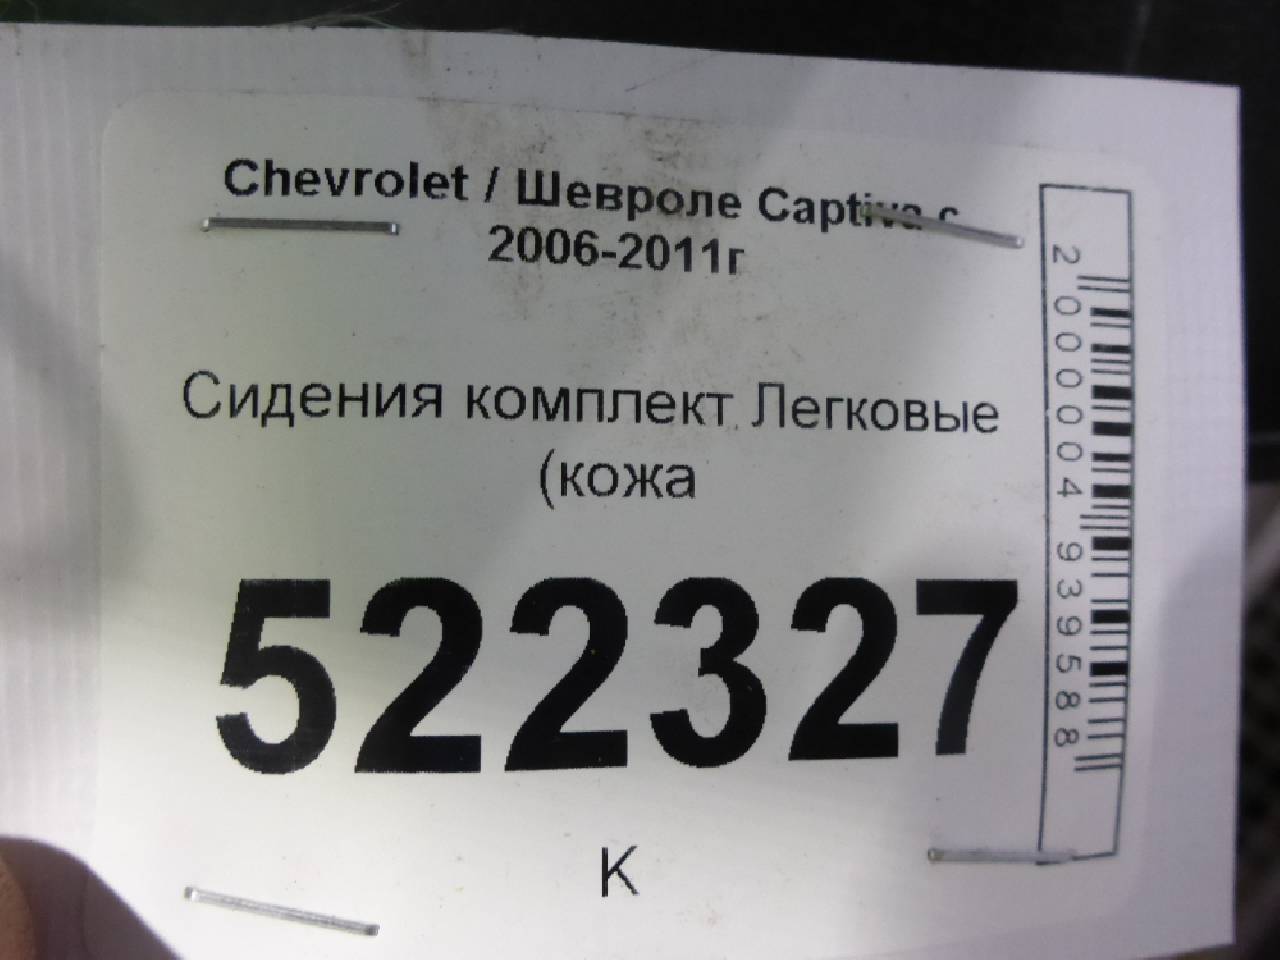 Chevrolet / Шевроле Captiva с
2006-2011г
Сидения комплект Легковые
(кожа
522327
К
2000004939588